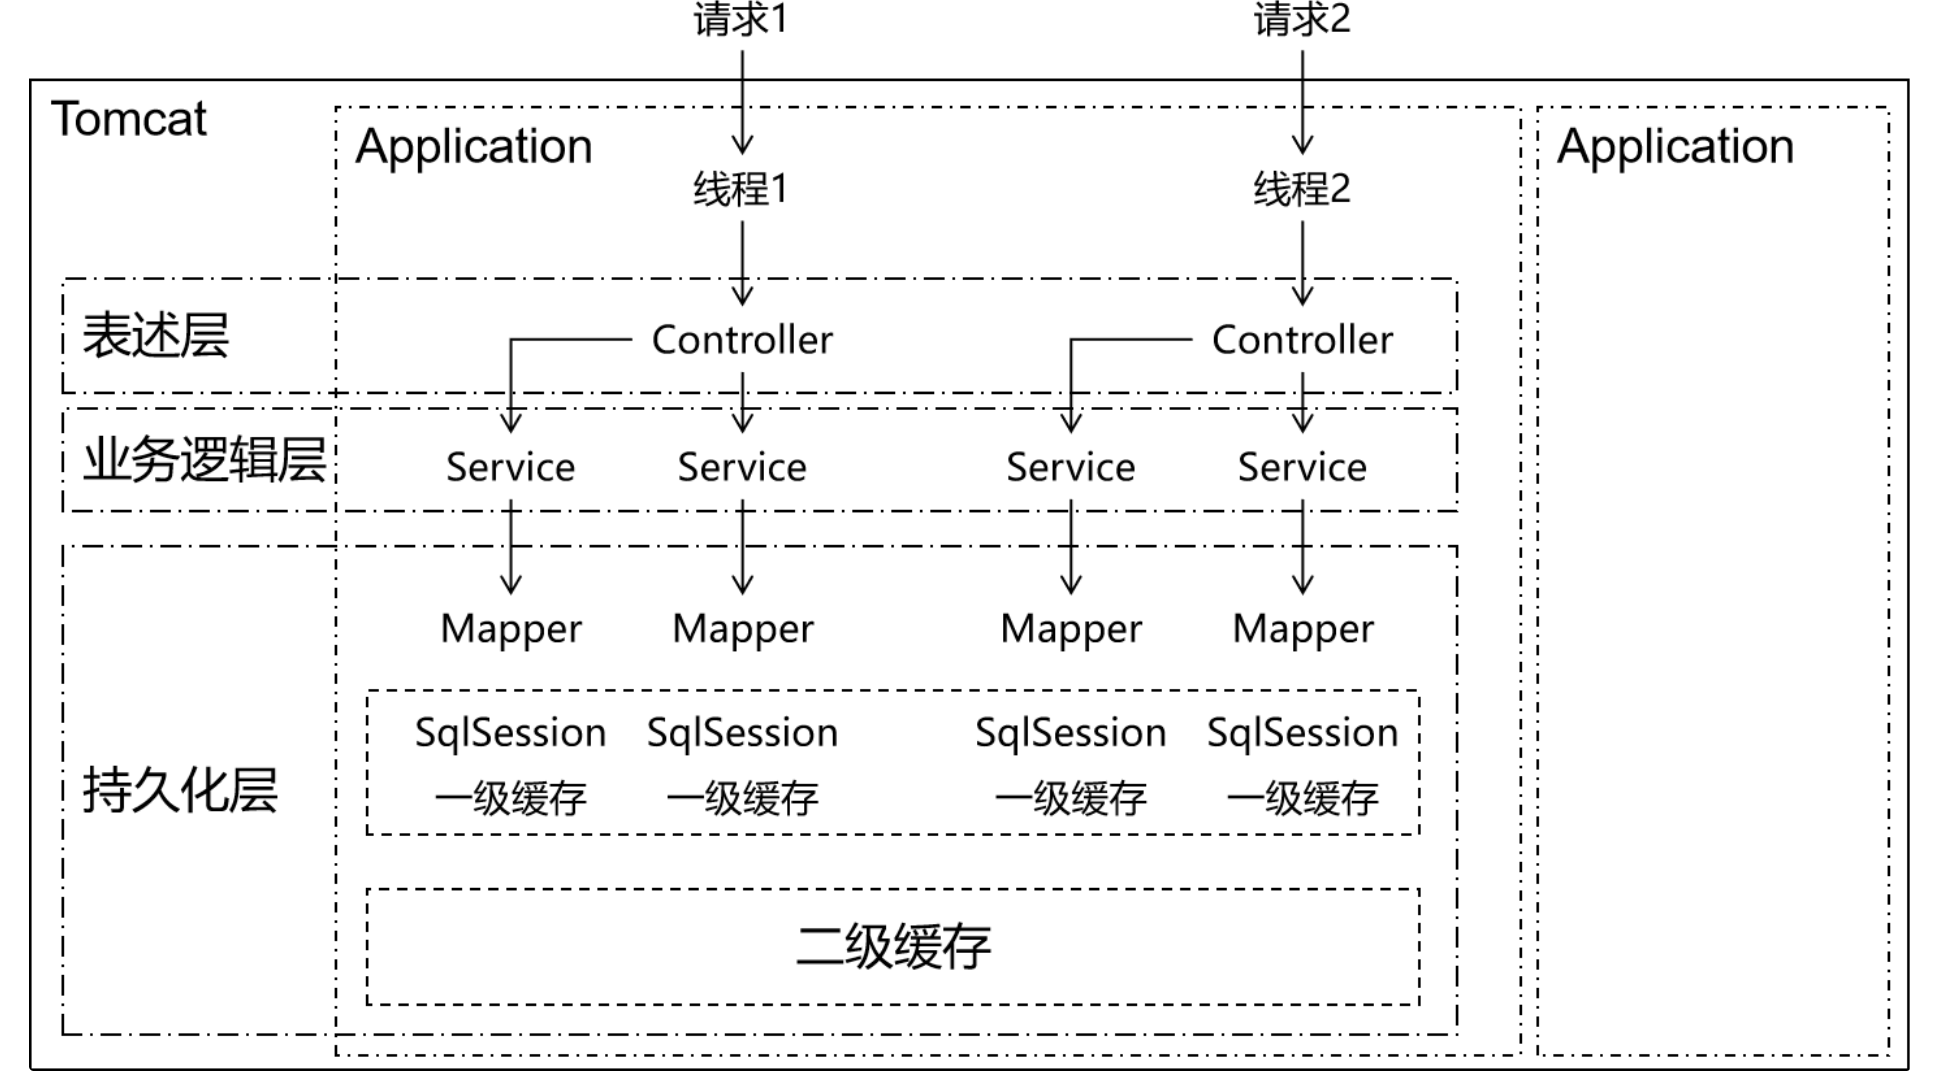 请求1 请求2
Tomcat
Application Application
线程1 线程2
表述层 Controller Controller
业务逻辑层 Service Service Service Service
Mapper Mapper Mapper Mapper
SqlSession SqlSession SqlSession SqlSession
持久化层 一级缓存 一级缓存 一级缓存 一级缓存
二级缓存